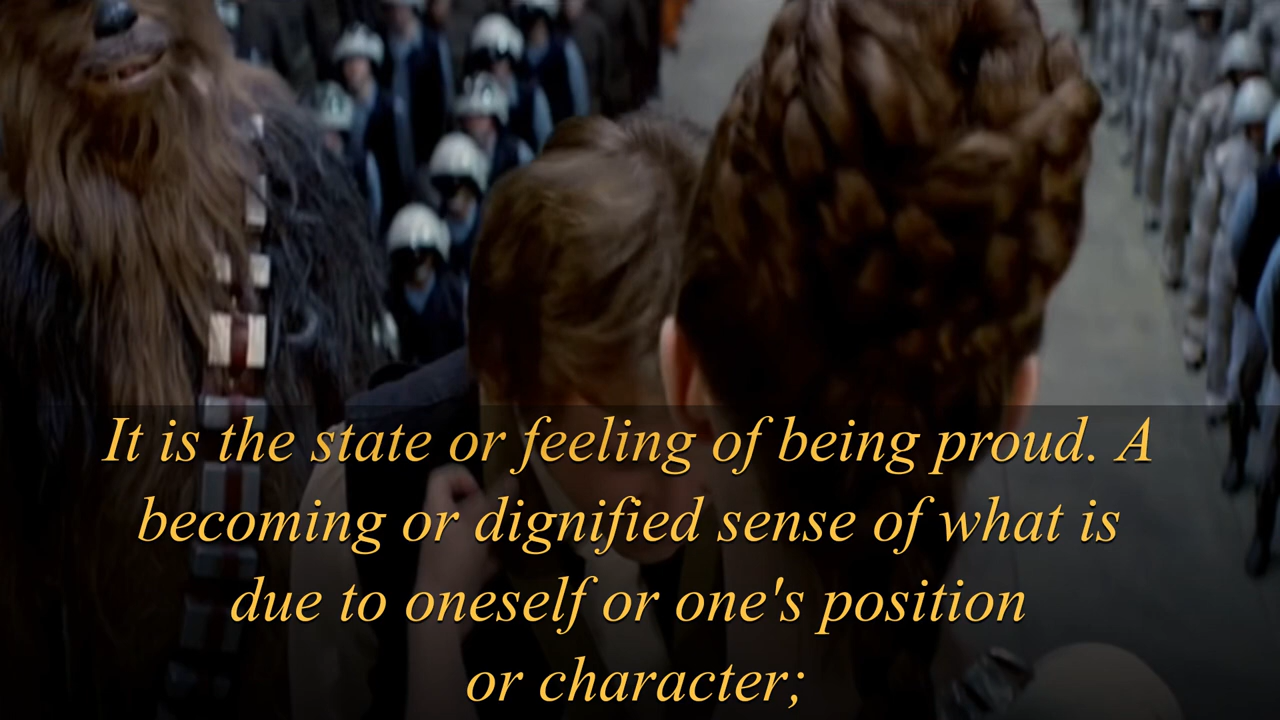 It is the state or feeling of being proud. A
becoming or dignified sense of what is
due to oneself or one's position
or character;